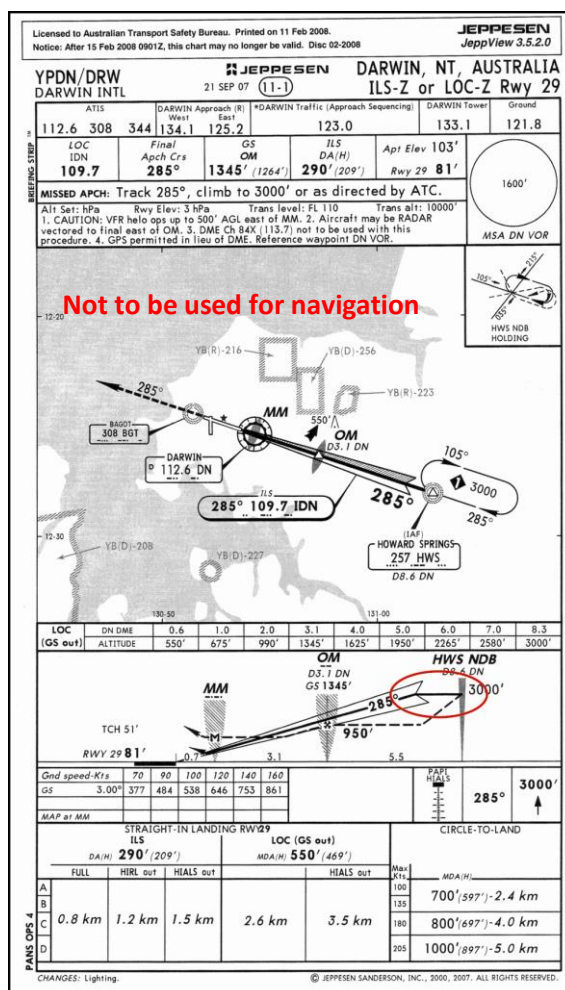 Licensed to Australian Transport Safety Bureau. Printed on 11 Feb 2008.
Notice: After 15 Feb 2008 0901Z, this chart may no longer be valid. Disc 02-2008
JEPPESEN
JeppView 3.5.2.0
YPDN/DRW
DARWIN INTL
JEPPESEN
21 SEP 07 11-1
DARWIN, NT, AUSTRALIA
ILS-Z or LOC-Z Rwy 29
BRIEFING STRIP TM
ATIS
112.6 308 344
DARWIN Approach (R)
West East
134.1 125.2
*DARWIN Traffic (Approach Sequencing)
123.0
DARWIN Tower
133.1
Ground
121.8
LOC
IDN
109.7
Final
Apch Crs
285°
GS
OM
1345' (1264')
ILS
DA(H)
290' (209')
Apt Elev 103'
Rwy 29 81'
1600'
MSA DN VOR
MISSED APCH: Track 285°, climb to 3000' or as directed by ATC.
Alt Set: hPa Rwy Elev: 3 hPa Trans level: FL 110 Trans alt: 10000'
1. CAUTION: VFR helo ops up to 500' AGL east of MM. 2. Aircraft may be RADAR
vectored to final east of OM. 3. DME Ch 84X (113.7) not to be used with this
procedure. 4. GPS permitted in lieu of DME. Reference waypoint DN VOR.
Not to be used for navigation
12-20
215°
105°
035°
HWS NDB
HOLDING
YB(R)-216
YB(D)-256
YB(R)-223
550'
285°
MM
OM
D3.1 DN
BAGOT
308 BGT
DARWIN
D 112.6 DN
ILS
285° 109.7 IDN
285°
105°
3000
285°
(IAF)
HOWARD SPRINGS
257 HWS
D8.6 DN
12-30
YB(D)-208
YB(D)-227
130-50
131-00
LOC DN DME 0.6 1.0 2.0 3.1 4.0 5.0 6.0 7.0 8.3
(GS out) ALTITUDE 550' 675' 990' 1345' 1625' 1950' 2265' 2580' 3000'
OM
D3.1 DN
GS 1345'
HWS NDB
D8.6 DN
MM
3000'
285°
TCH 51'
M
950'
RWY 29 81'
0.7 3.1 5.5
Gnd speed-Kts 70 90 100 120 140 160
GS 3.00° 377 484 538 646 753 861
MAP at MM
PAPI
HIALS
285°
3000'
STRAIGHT-IN LANDING RWY29
ILS
DA(H) 290' (209')
LOC (GS out)
MDA(H) 550' (469')
CIRCLE-TO-LAND
FULL HIRL out HIALS out HIALS out
Max
Kts
MDA(H)
A
B
C
D
0.8 km 1.2 km 1.5 km 2.6 km 3.5 km
100
135
700' (597')-2.4 km
180 800' (697')-4.0 km
205 1000' (897')-5.0 km
PANS OPS 4
CHANGES: Lighting.
© JEPPESEN SANDERSON, INC., 2000, 2007. ALL RIGHTS RESERVED.